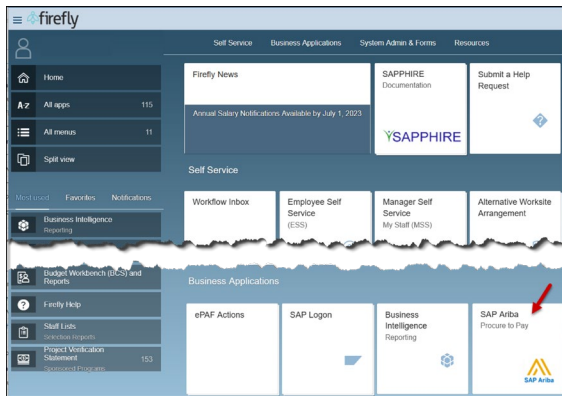 firefly
Self Service Business Applications System Admin & Forms Resources
Home
A-Z All apps 115
All menus 11
Split view
Most used Favorites Notifications
Business Intelligence
Reporting
Budget Workbench (BCS) and
Reports
Firefly Help
Staff Lists
Selection Reports
Project Verification
Statement 153
Sponsored Programs
Firefly News
Annual Salary Notifications Available by July 1, 2023
SAPPHIRE
Documentation
SAPPHIRE
Submit a Help
Request
Self Service
Workflow Inbox
Employee Self
Service
(ESS)
Manager Self
Service
My Staff (MSS)
Alternative Worksite
Arrangement
Business Applications
ePAF Actions
SAP Logon
Business
Intelligence
Reporting
SAP Ariba
Procure to Pay
SAP Ariba